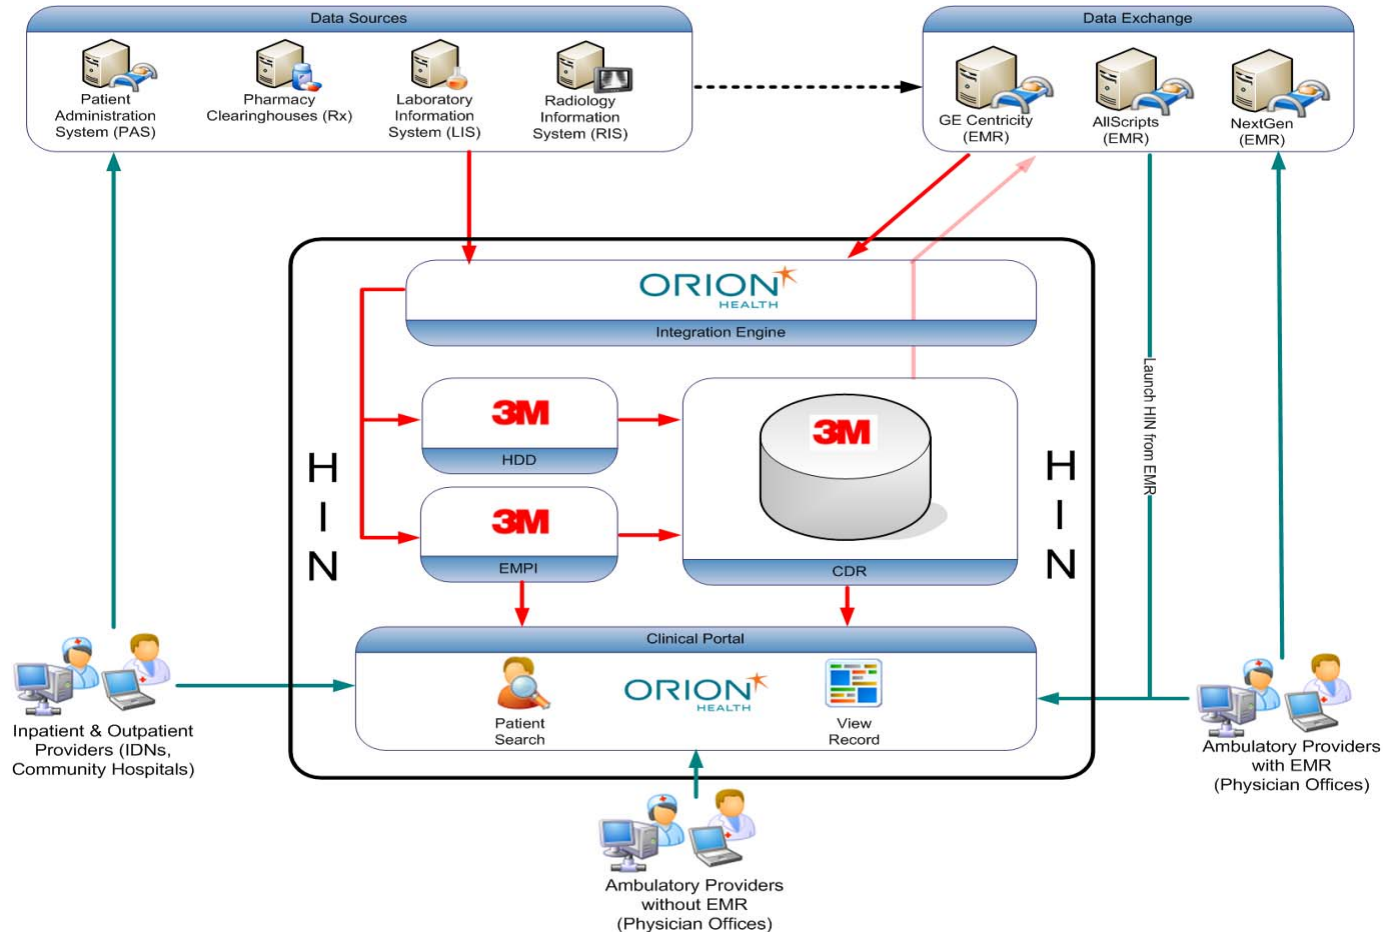 Data Sources
Data Exchange
Patient
Administration
System (PAS)
Pharmacy
Clearinghouses (Rx)
Laboratory
Information
System (LIS)
Radiology
Information
System (RIS)
GE Centricity
(EMR)
AllScripts
(EMR)
NextGen
(EMR)
ORION
HEALTH
Integration Engine
Launch HIN from EMR
3M
HDD
3M
EMPI
3M
CDR
HIN
HIN
Clinical Portal
Patient
Search
ORION
HEALTH
View
Record
Inpatient & Outpatient
Providers (IDNs,
Community Hospitals)
Ambulatory Providers
with EMR
(Physician Offices)
Ambulatory Providers
without EMR
(Physician Offices)